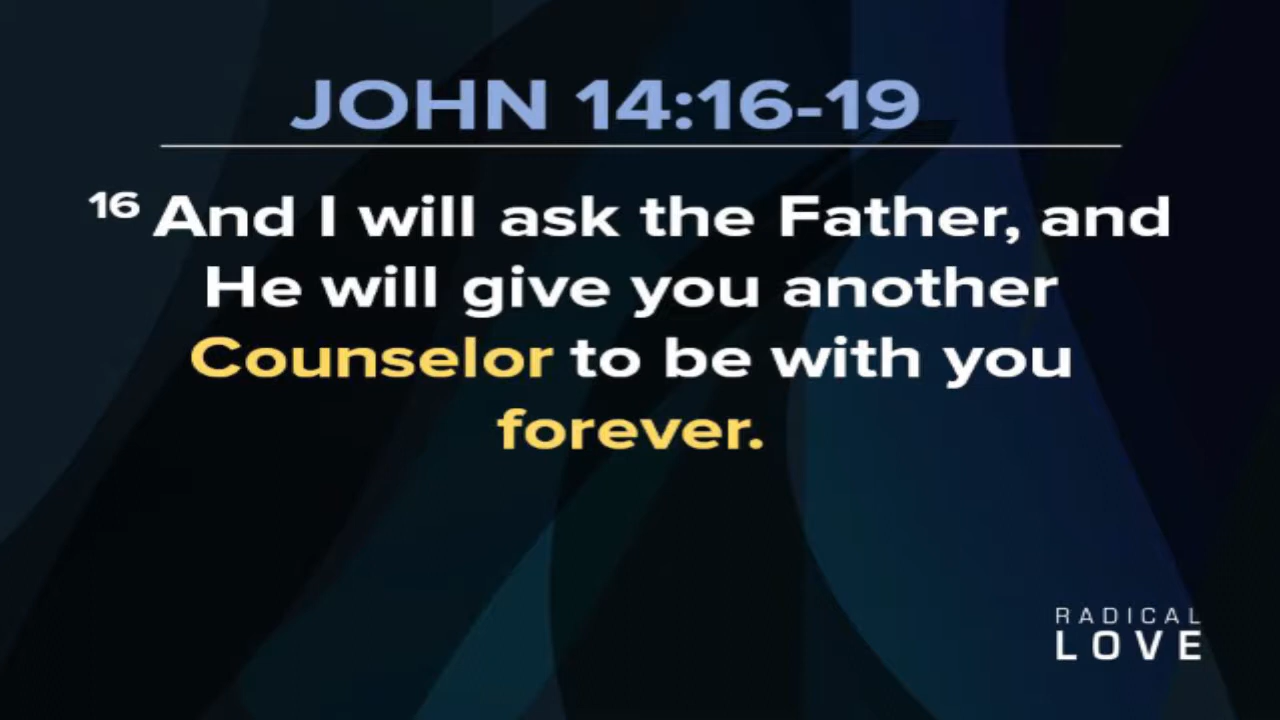 JOHN 14:16-19
16 And I will ask the Father, and
He will give you another
Counselor to be with you
forever.
RADICAL
LOVE